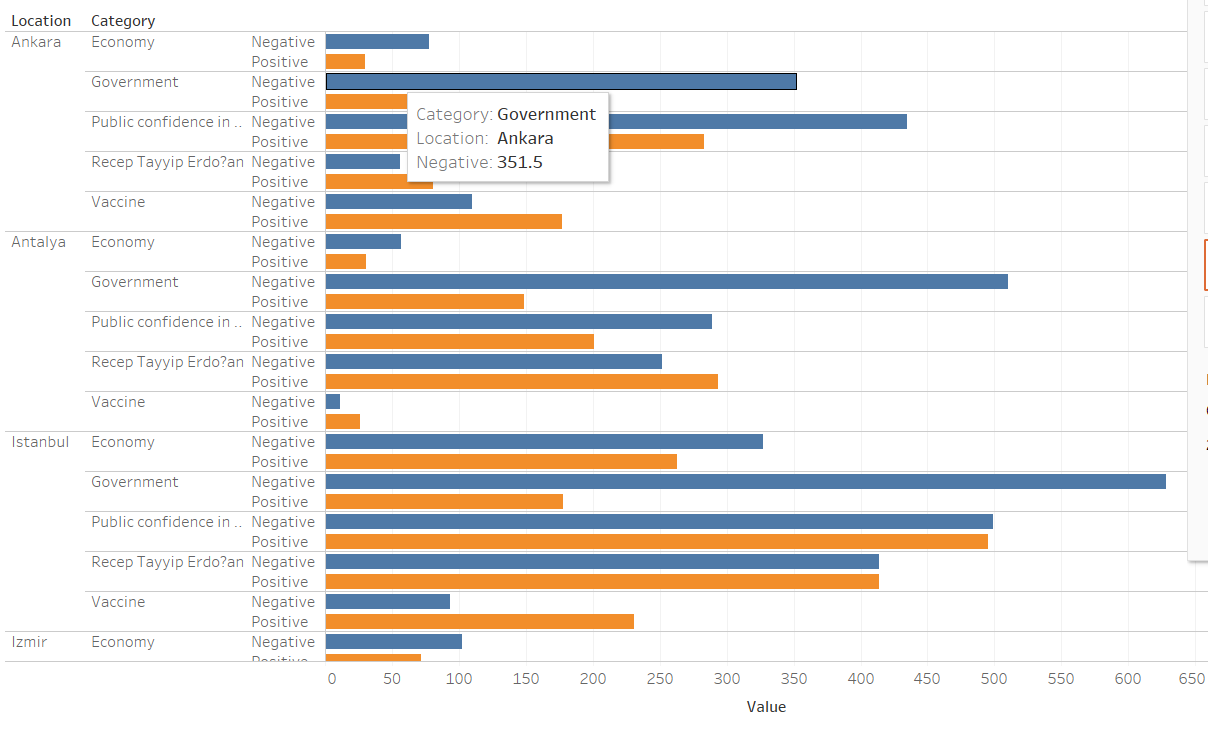 Location Category
Ankara Economy Negative
Positive
Government Negative
Positive
Category: Government
Location: Ankara
Negative: 351.5
Public confidence in .. Negative
Positive
Recep Tayyip Erdo?an Negative
Positive
Vaccine Negative
Positive
Antalya Economy Negative
Positive
Government Negative
Positive
Public confidence in .. Negative
Positive
Recep Tayyip Erdo?an Negative
Positive
Vaccine Negative
Positive
Istanbul Economy Negative
Positive
Government Negative
Positive
Public confidence in .. Negative
Positive
Recep Tayyip Erdo?an Negative
Positive
Vaccine Negative
Positive
Izmir Economy Negative
Positive
0 50 100 150 200 250 300 350 400 450 500 550 600 650
Value